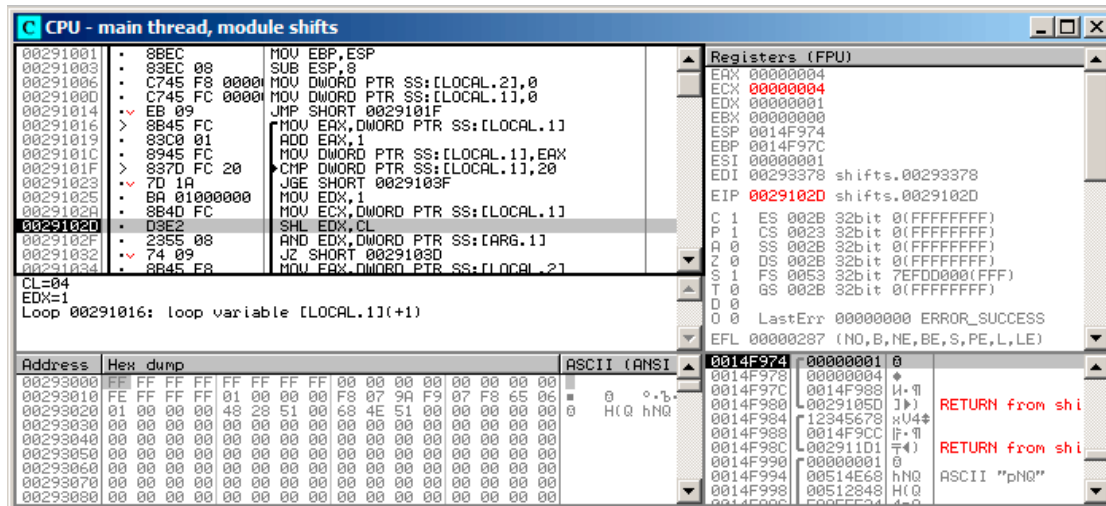 C CPU - main thread, module shifts
00291001 · 8BEC MOV EBP,ESP
00291003 · 83EC 08 SUB ESP,8
00291006 · C745 F8 0000 MOV DWORD PTR SS:[LOCAL.2],0
0029100D · C745 FC 0000 MOV DWORD PTR SS:[LOCAL.1],0
00291014 · EB 09 JMP SHORT 0029101F
00291016 > 8B45 FC MOV EAX,DWORD PTR SS:[LOCAL.1]
00291019 · 83C0 01 ADD EAX,1
0029101C · 8945 FC MOV DWORD PTR SS:[LOCAL.1],EAX
0029101F > 837D FC 20 CMP DWORD PTR SS:[LOCAL.1],20
00291023 · 7D 1A JGE SHORT 0029103F
00291025 · BA 01000000 MOV EDX,1
0029102A · 8B4D FC MOV ECX,DWORD PTR SS:[LOCAL.1]
0029102D · D3E2 SHL EDX,CL
0029102F · 2355 08 AND EDX,DWORD PTR SS:[ARG.1]
00291032 · 74 09 JZ SHORT 0029103D
00291034 · 8B45 F8 MOV EAX,DWORD PTR SS:[LOCAL.2]
CL=04
EDX=1
Loop 00291016: loop variable [LOCAL.1](+1)
Registers (FPU)
EAX 00000004
ECX 00000004
EDX 00000001
EBX 00000000
ESP 0014F974
EBP 0014F97C
ESI 00000001
EDI 00293378 shifts.00293378
EIP 0029102D shifts.0029102D
C 1 ES 002B 32bit 0(FFFFFFFF)
P 1 CS 0023 32bit 0(FFFFFFFF)
A 0 SS 002B 32bit 0(FFFFFFFF)
Z 0 DS 002B 32bit 0(FFFFFFFF)
S 1 FS 0053 32bit 7EFDD000(FFF)
T 0 GS 002B 32bit 0(FFFFFFFF)
D 0
O 0 LastErr 00000000 ERROR_SUCCESS
EFL 00000287 (NO,B,NE,BE,S,PE,L,LE)
Address Hex dump ASCII (ANSI
00293000 FF FF FF FF FF FF FF FF 00 00 00 00 00 00 00 00
00293010 FE FF FF FF 01 00 00 00 F8 07 9A F9 07 F8 65 06
00293020 01 00 00 00 48 28 51 00 68 4E 51 00 00 00 00 00 H(Q hNQ
00293030 00 00 00 00 00 00 00 00 00 00 00 00 00 00 00 00
00293040 00 00 00 00 00 00 00 00 00 00 00 00 00 00 00 00
00293050 00 00 00 00 00 00 00 00 00 00 00 00 00 00 00 00
00293060 00 00 00 00 00 00 00 00 00 00 00 00 00 00 00 00
00293070 00 00 00 00 00 00 00 00 00 00 00 00 00 00 00 00
00293080 00 00 00 00 00 00 00 00 00 00 00 00 00 00 00 00
0014F974 00000001
0014F978 00000004 ♦
0014F97C 0014F988
0014F980 0029105D RETURN from shi
0014F984 12345678 xV4‡
0014F988 0014F9CC
0014F98C 002911D1 RETURN from shi
0014F990 00000001
0014F994 00514E68 hNQ ASCII "pNQ"
0014F998 00512848 H(Q